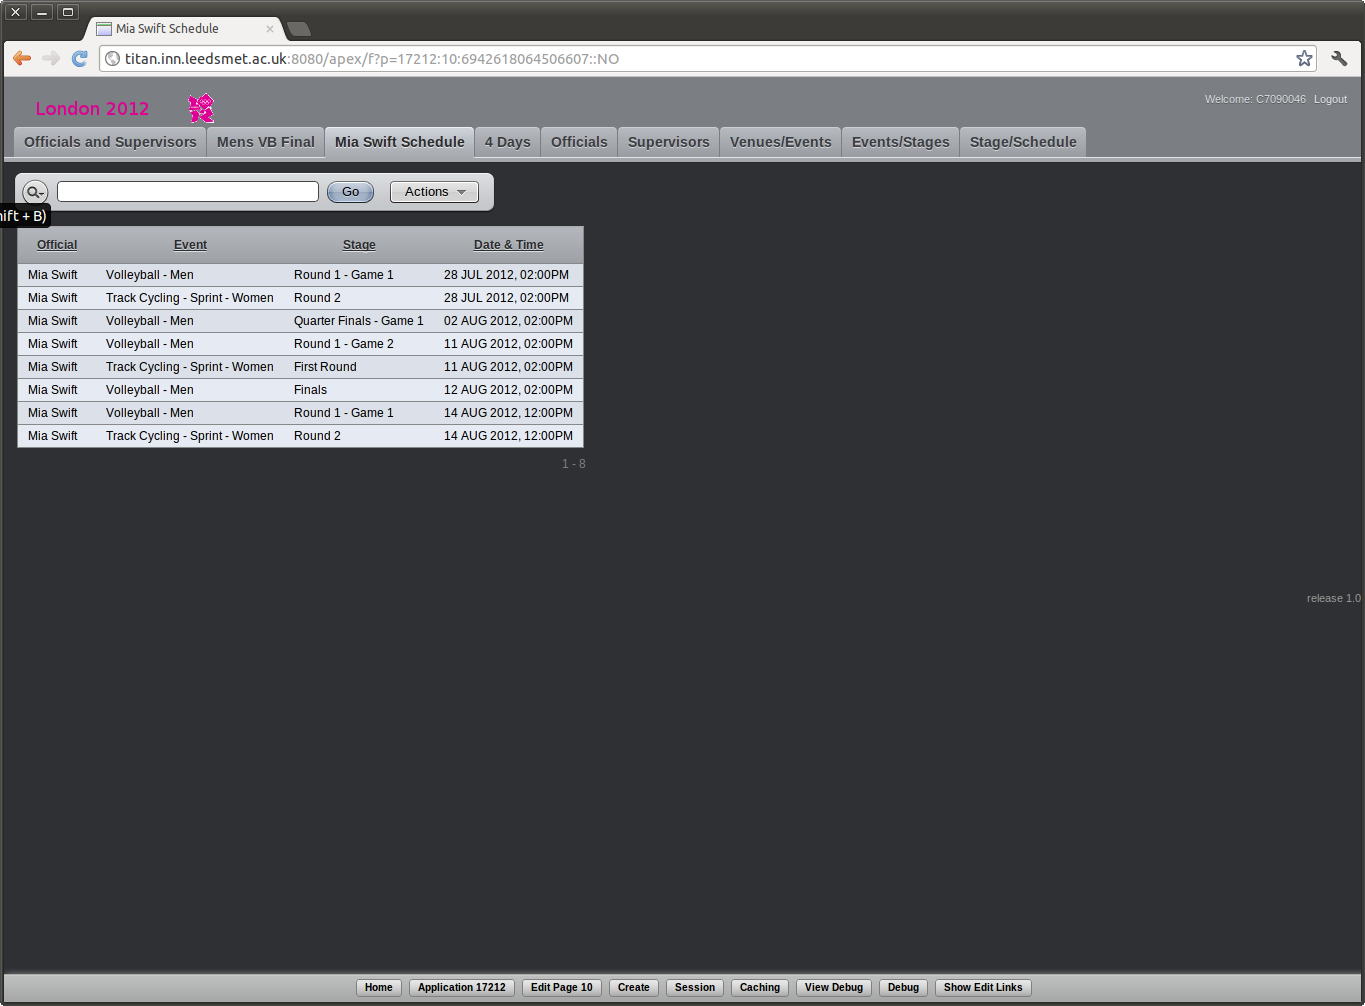 Mia Swift Schedule
titan.inn.leedsmet.ac.uk:8080/apex/f?p=17212:10:6942618064506607::NO
London 2012
Welcome: C7090046 Logout
Officials and Supervisors Mens VB Final Mia Swift Schedule 4 Days Officials Supervisors Venues/Events Events/Stages Stage/Schedule
Go Actions
ift + B)
Official Event Stage Date & Time
Mia Swift Volleyball - Men Round 1 - Game 1 28 JUL 2012, 02:00PM
Mia Swift Track Cycling - Sprint - Women Round 2 28 JUL 2012, 02:00PM
Mia Swift Volleyball - Men Quarter Finals - Game 1 02 AUG 2012, 02:00PM
Mia Swift Volleyball - Men Round 1 - Game 2 11 AUG 2012, 02:00PM
Mia Swift Track Cycling - Sprint - Women First Round 11 AUG 2012, 02:00PM
Mia Swift Volleyball - Men Finals 12 AUG 2012, 02:00PM
Mia Swift Volleyball - Men Round 1 - Game 1 14 AUG 2012, 12:00PM
Mia Swift Track Cycling - Sprint - Women Round 2 14 AUG 2012, 12:00PM
1 - 8
release 1.0
Home Application 17212 Edit Page 10 Create Session Caching View Debug Debug Show Edit Links